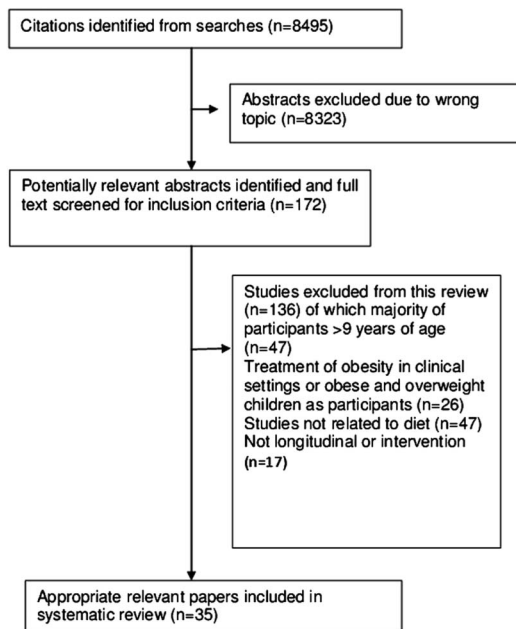 Citations identified from searches (n=8495)
Abstracts excluded due to wrong
topic (n=8323)
Potentially relevant abstracts identified and full
text screened for inclusion criteria (n=172)
Studies excluded from this review
(n=136) of which majority of
participants >9 years of age
(n=47)
Treatment of obesity in clinical
settings or obese and overweight
children as participants (n=26)
Studies not related to diet (n=47)
Not longitudinal or intervention
(n=17)
Appropriate relevant papers included in
systematic review (n=35)